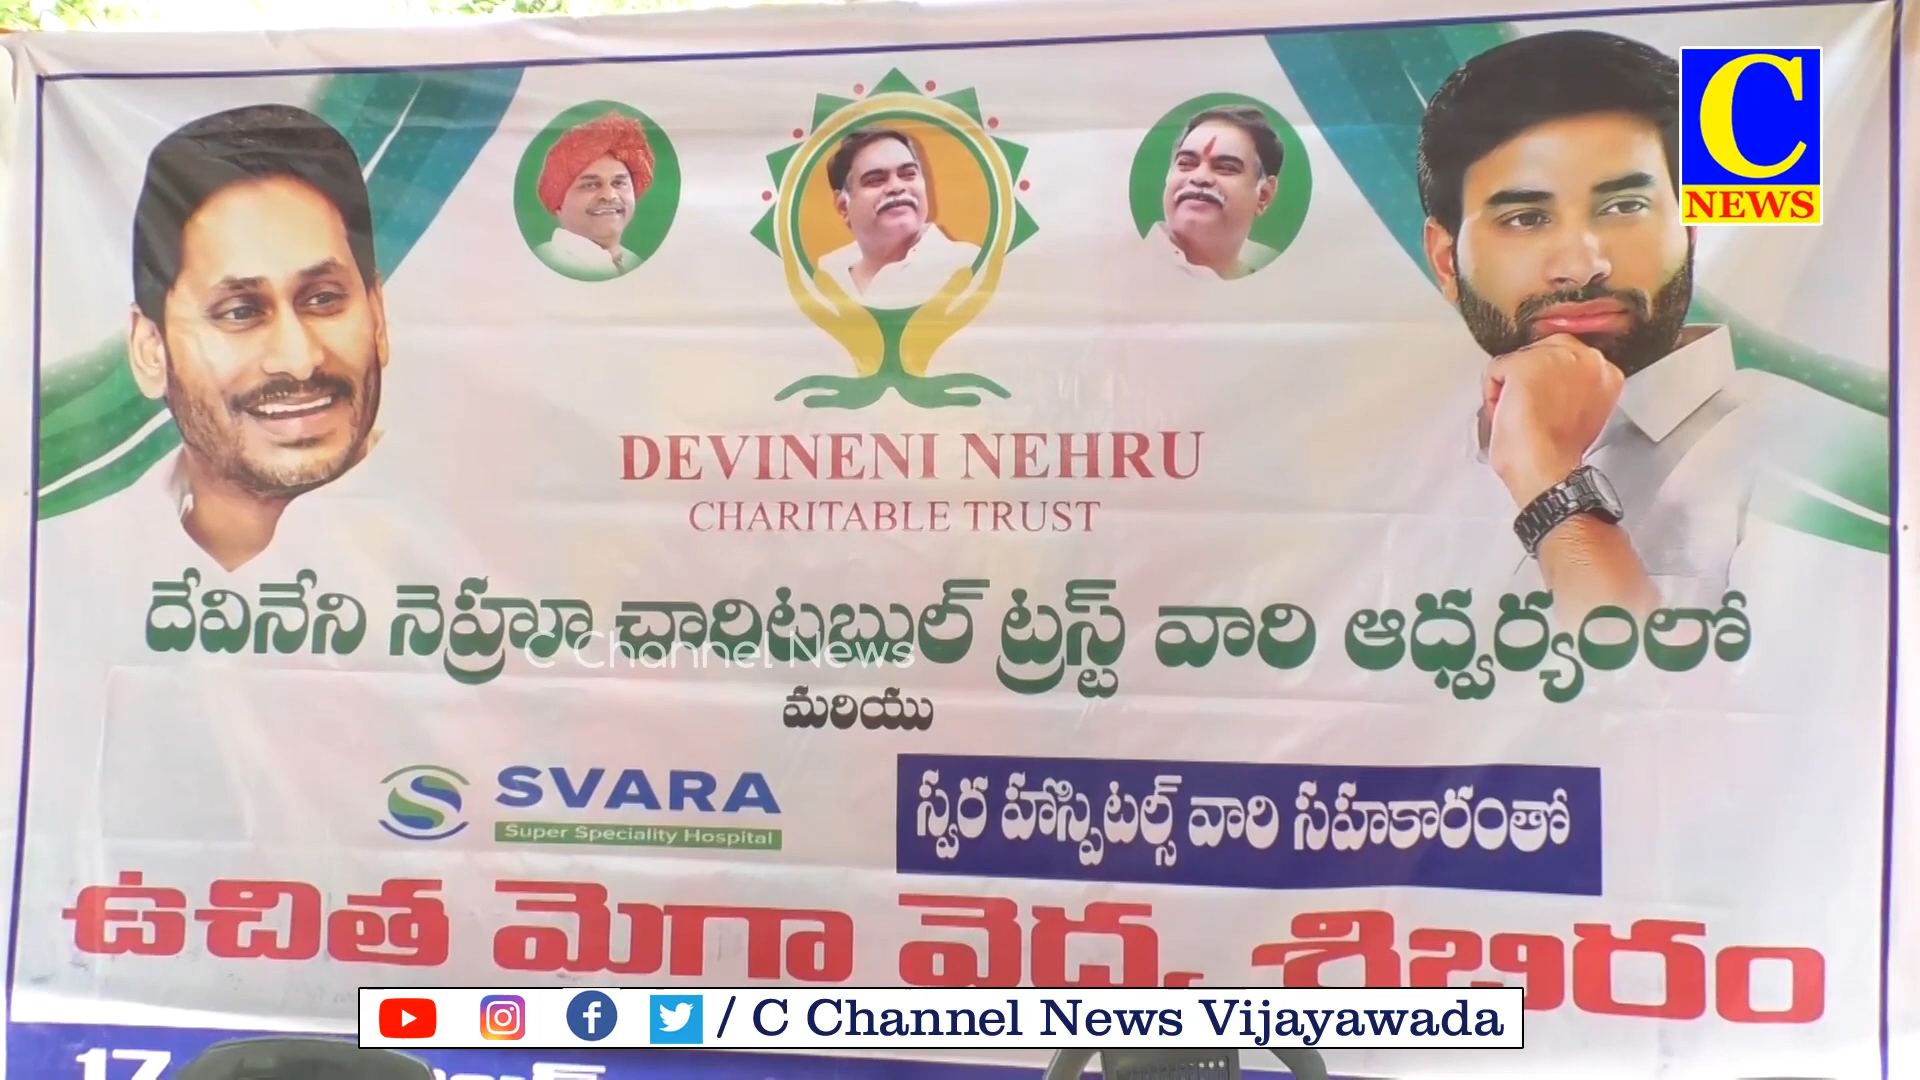 C
NEWS
DEVINENI NEHRU
CHARITABLE TRUST
దేవినేని నెహ్రూ చారిటబుల్ ట్రస్ట్ వారి ఆధ్వర్యంలో
C Channel News
మరియు
SVARA
Super Speciality Hospital
స్వర హాస్పిటల్స్ వారి సహకారంతో
ఉచిత మెగా వైద్య శిబిరం
/ C Channel News Vijayawada
17